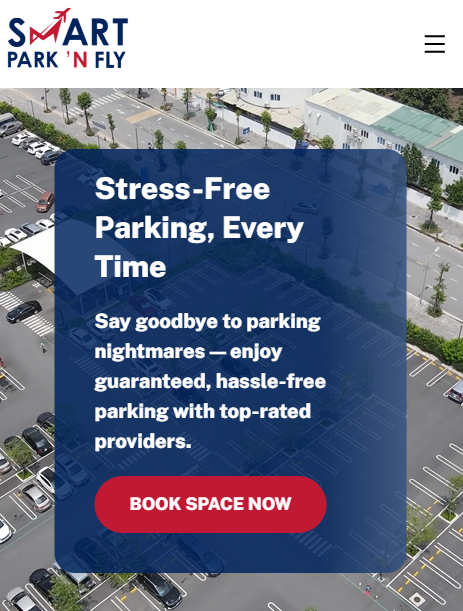 SMART
PARK 'N FLY
Stress-Free
Parking, Every
Time
Say goodbye to parking
nightmares — enjoy
guaranteed, hassle-free
parking with top-rated
providers.
BOOK SPACE NOW